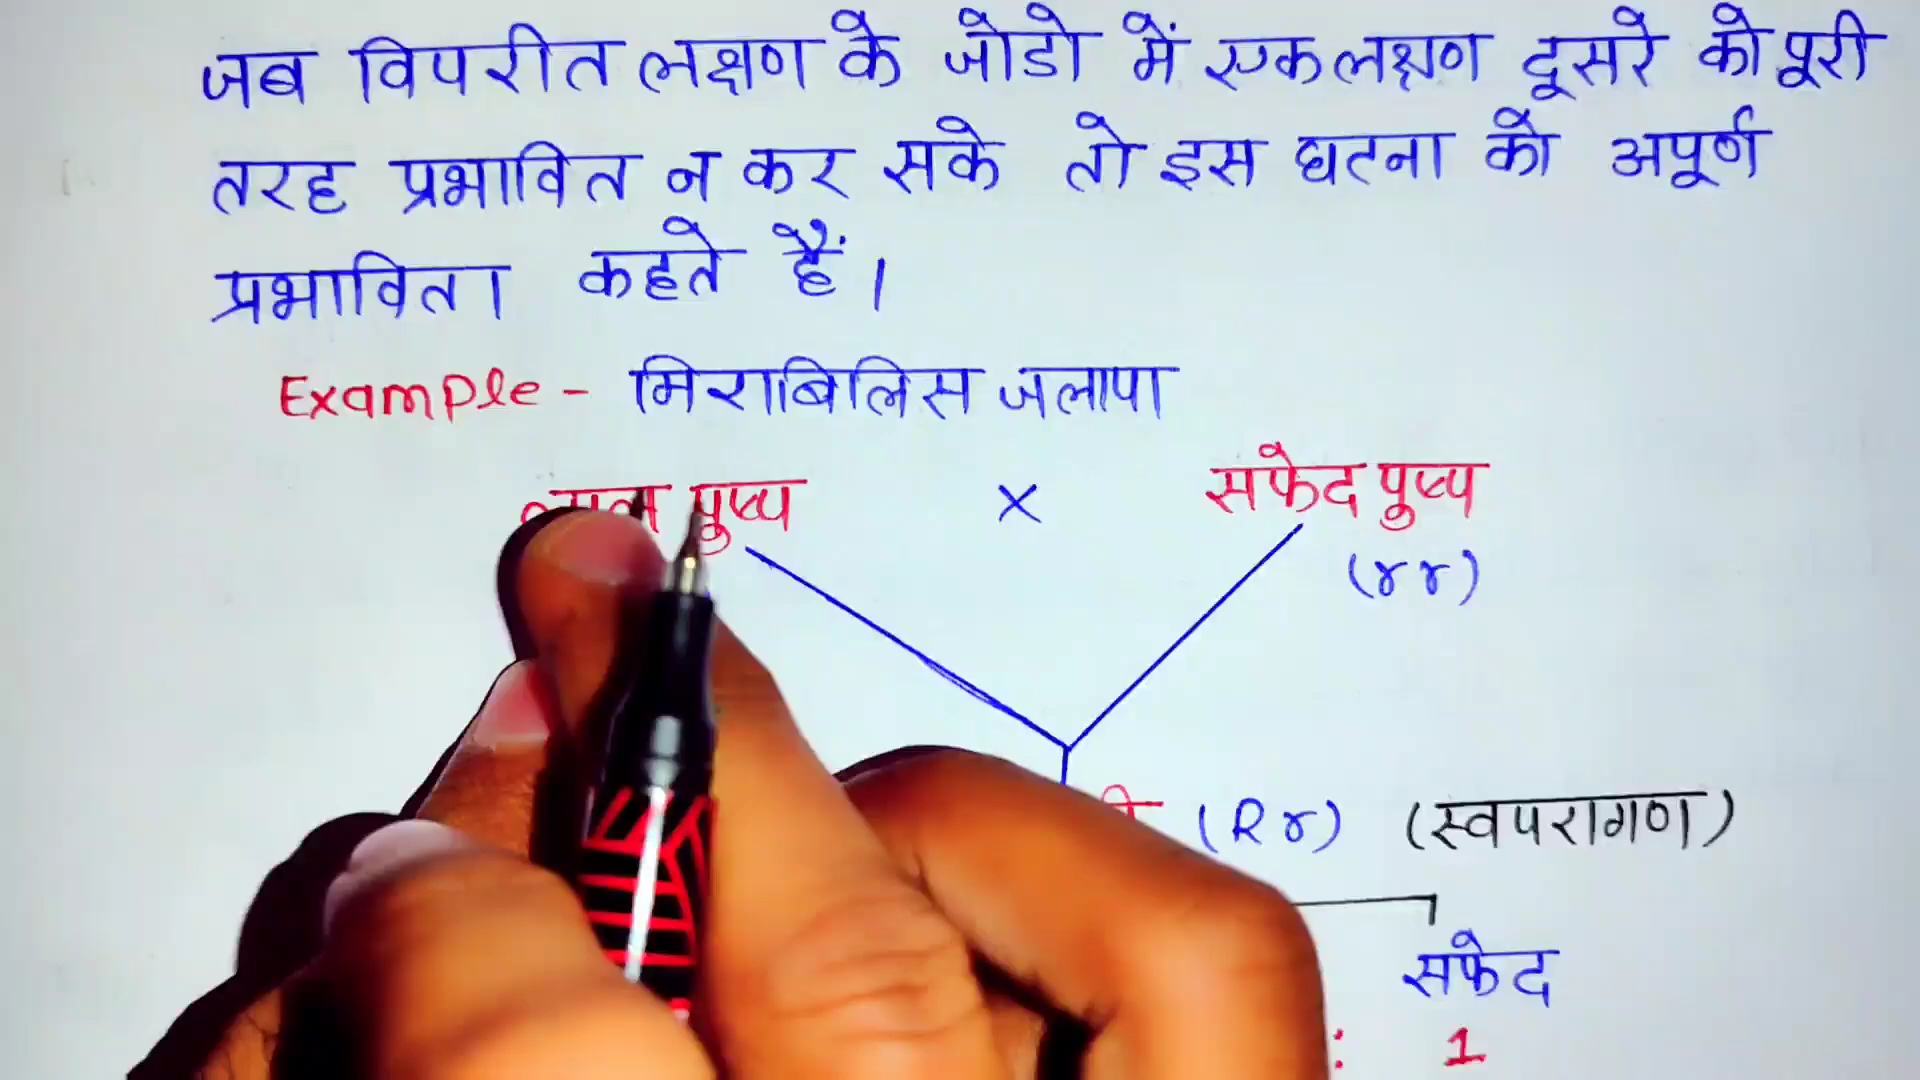 जब विपरीत लक्षण के जोडो में एक लक्षण दूसरे को पूरी
तरह प्रभावित न कर सके तो इस घटना को अपूर्ण
प्रभाविता कहते हैं।
Example - मिराबिलिस जलापा
लाल पुष्प × सफेद पुष्प
(rr)
(Rr) (स्वपरागण)
सफेद
: 1